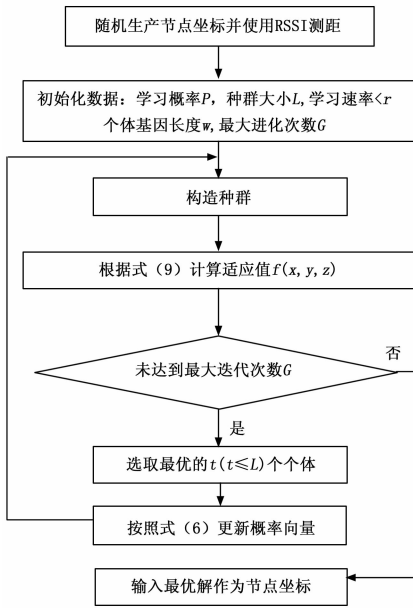 随机生产节点坐标并使用RSSI测距
初始化数据：学习概率P，种群大小L，学习速率<r
个体基因长度w，最大进化次数G
构造种群
根据式（9）计算适应值f(x,y,z)
未达到最大迭代次数G
否
是
选取最优的t(t≤L)个个体
按照式（6）更新概率向量
输入最优解作为节点坐标